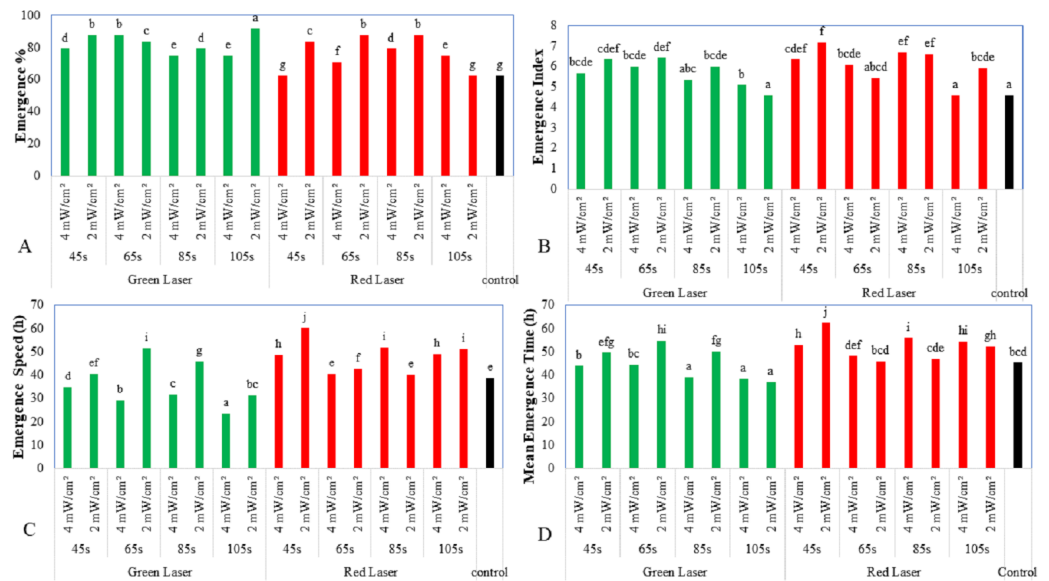 100
80
60
40
20
0
Emergence %
d b b c e d e a g c f b d b e g g
4 mW/cm² 2 mW/cm² 4 mW/cm² 2 mW/cm² 4 mW/cm² 2 mW/cm² 4 mW/cm² 2 mW/cm² 4 mW/cm² 2 mW/cm² 4 mW/cm² 2 mW/cm² 4 mW/cm² 2 mW/cm² 4 mW/cm² 2 mW/cm²
45s 65s 85s 105s 45s 65s 85s 105s
Green Laser Red Laser control
A
8
7
6
5
4
3
2
1
0
Emergence Index
bcde cdef bcde def abc bcde b a cdef f bcde abcd ef ef a bcde a
4 mW/cm² 2 mW/cm² 4 mW/cm² 2 mW/cm² 4 mW/cm² 2 mW/cm² 4 mW/cm² 2 mW/cm² 4 mW/cm² 2 mW/cm² 4 mW/cm² 2 mW/cm² 4 mW/cm² 2 mW/cm² 4 mW/cm² 2 mW/cm²
45s 65s 85s 105s 45s 65s 85s 105s
Green Laser Red Laser control
B
70
60
50
40
30
20
10
0
Emergence Speed (h)
d ef b i c g a bc h j e f h e h i e
4 mW/cm² 2 mW/cm² 4 mW/cm² 2 mW/cm² 4 mW/cm² 2 mW/cm² 4 mW/cm² 2 mW/cm² 4 mW/cm² 2 mW/cm² 4 mW/cm² 2 mW/cm² 4 mW/cm² 2 mW/cm² 4 mW/cm² 2 mW/cm²
45s 65s 85s 105s 45s 65s 85s 105s
Green Laser Red Laser control
C
70
60
50
40
30
20
10
0
Mean Emergence Time (h)
b efg bc hi a fg a a h j def bcd i cde hi gh bcd
4 mW/cm² 2 mW/cm² 4 mW/cm² 2 mW/cm² 4 mW/cm² 2 mW/cm² 4 mW/cm² 2 mW/cm² 4 mW/cm² 2 mW/cm² 4 mW/cm² 2 mW/cm² 4 mW/cm² 2 mW/cm² 4 mW/cm² 2 mW/cm²
45s 65s 85s 105s 45s 65s 85s 105s
Green Laser Red Laser Control
D